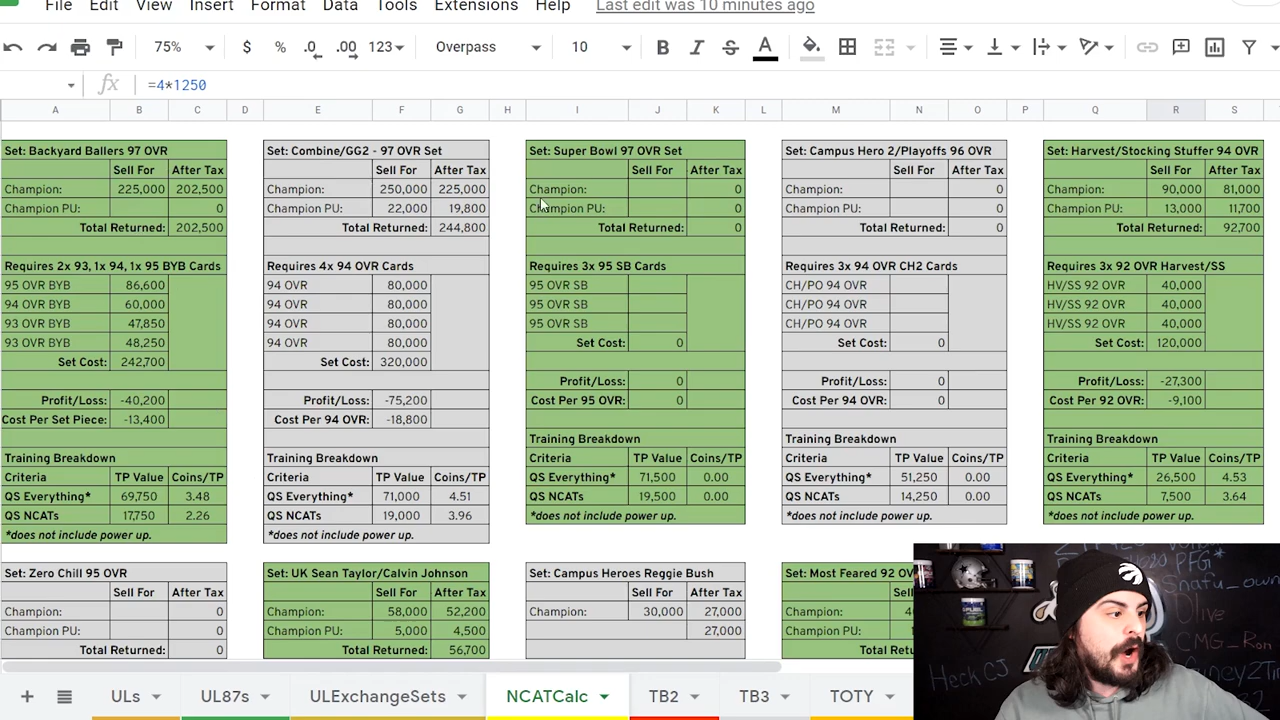 File Edit View Insert Format Data Tools Extensions Help Last edit was 10 minutes ago
75% $ % .0 .00 123 Overpass 10 B I S A
fx =4*1250
A B C D E F G H I J K L M N O P Q R S
Set: Backyard Ballers 97 OVR
Sell For After Tax
Champion: 225,000 202,500
Champion PU: 0
Total Returned: 202,500
Requires 2x 93, 1x 94, 1x 95 BYB Cards
95 OVR BYB 86,600
94 OVR BYB 60,000
93 OVR BYB 47,850
93 OVR BYB 48,250
Set Cost: 242,700
Profit/Loss: -40,200
Cost Per Set Piece: -13,400
Training Breakdown
Criteria TP Value Coins/TP
QS Everything* 69,750 3.48
QS NCATs 17,750 2.26
*does not include power up.
Set: Combine/GG2 - 97 OVR Set
Sell For After Tax
Champion: 250,000 225,000
Champion PU: 22,000 19,800
Total Returned: 244,800
Requires 4x 94 OVR Cards
94 OVR 80,000
94 OVR 80,000
94 OVR 80,000
94 OVR 80,000
Set Cost: 320,000
Profit/Loss: -75,200
Cost Per 94 OVR: -18,800
Training Breakdown
Criteria TP Value Coins/TP
QS Everything* 71,000 4.51
QS NCATs 19,000 3.96
*does not include power up.
Set: Super Bowl 97 OVR Set
Sell For After Tax
Champion: 0
Champion PU: 0
Total Returned: 0
Requires 3x 95 SB Cards
95 OVR SB
95 OVR SB
95 OVR SB
Set Cost: 0
Profit/Loss: 0
Cost Per 95 OVR: 0
Training Breakdown
Criteria TP Value Coins/TP
QS Everything* 71,500 0.00
QS NCATs 19,500 0.00
*does not include power up.
Set: Campus Hero 2/Playoffs 96 OVR
Sell For After Tax
Champion: 0
Champion PU: 0
Total Returned: 0
Requires 3x 94 OVR CH2 Cards
CH/PO 94 OVR
CH/PO 94 OVR
CH/PO 94 OVR
Set Cost: 0
Profit/Loss: 0
Cost Per 94 OVR: 0
Training Breakdown
Criteria TP Value Coins/TP
QS Everything* 51,250 0.00
QS NCATs 14,250 0.00
*does not include power up.
Set: Harvest/Stocking Stuffer 94 OVR
Sell For After Tax
Champion: 90,000 81,000
Champion PU: 13,000 11,700
Total Returned: 92,700
Requires 3x 92 OVR Harvest/SS
HV/SS 92 OVR 40,000
HV/SS 92 OVR 40,000
HV/SS 92 OVR 40,000
Set Cost: 120,000
Profit/Loss: -27,300
Cost Per 92 OVR: -9,100
Training Breakdown
Criteria TP Value Coins/TP
QS Everything* 26,500 4.53
QS NCATs 7,500 3.64
*does not include power up.
Set: Zero Chill 95 OVR
Sell For After Tax
Champion: 0
Champion PU: 0
Total Returned: 0
Set: UK Sean Taylor/Calvin Johnson
Sell For After Tax
Champion: 58,000 52,200
Champion PU: 5,000 4,500
Total Returned: 56,700
Set: Campus Heroes Reggie Bush
Sell For After Tax
Champion: 30,000 27,000
27,000
Set: Most Feared 92 OV
Champion:
Champion PU:
Total Returned:
PFG*
Snafu_own
Olive
CMG_Ron
Heck CJ
ULs UL87s ULExchangeSets NCATCalc TB2 TB3 TOTY